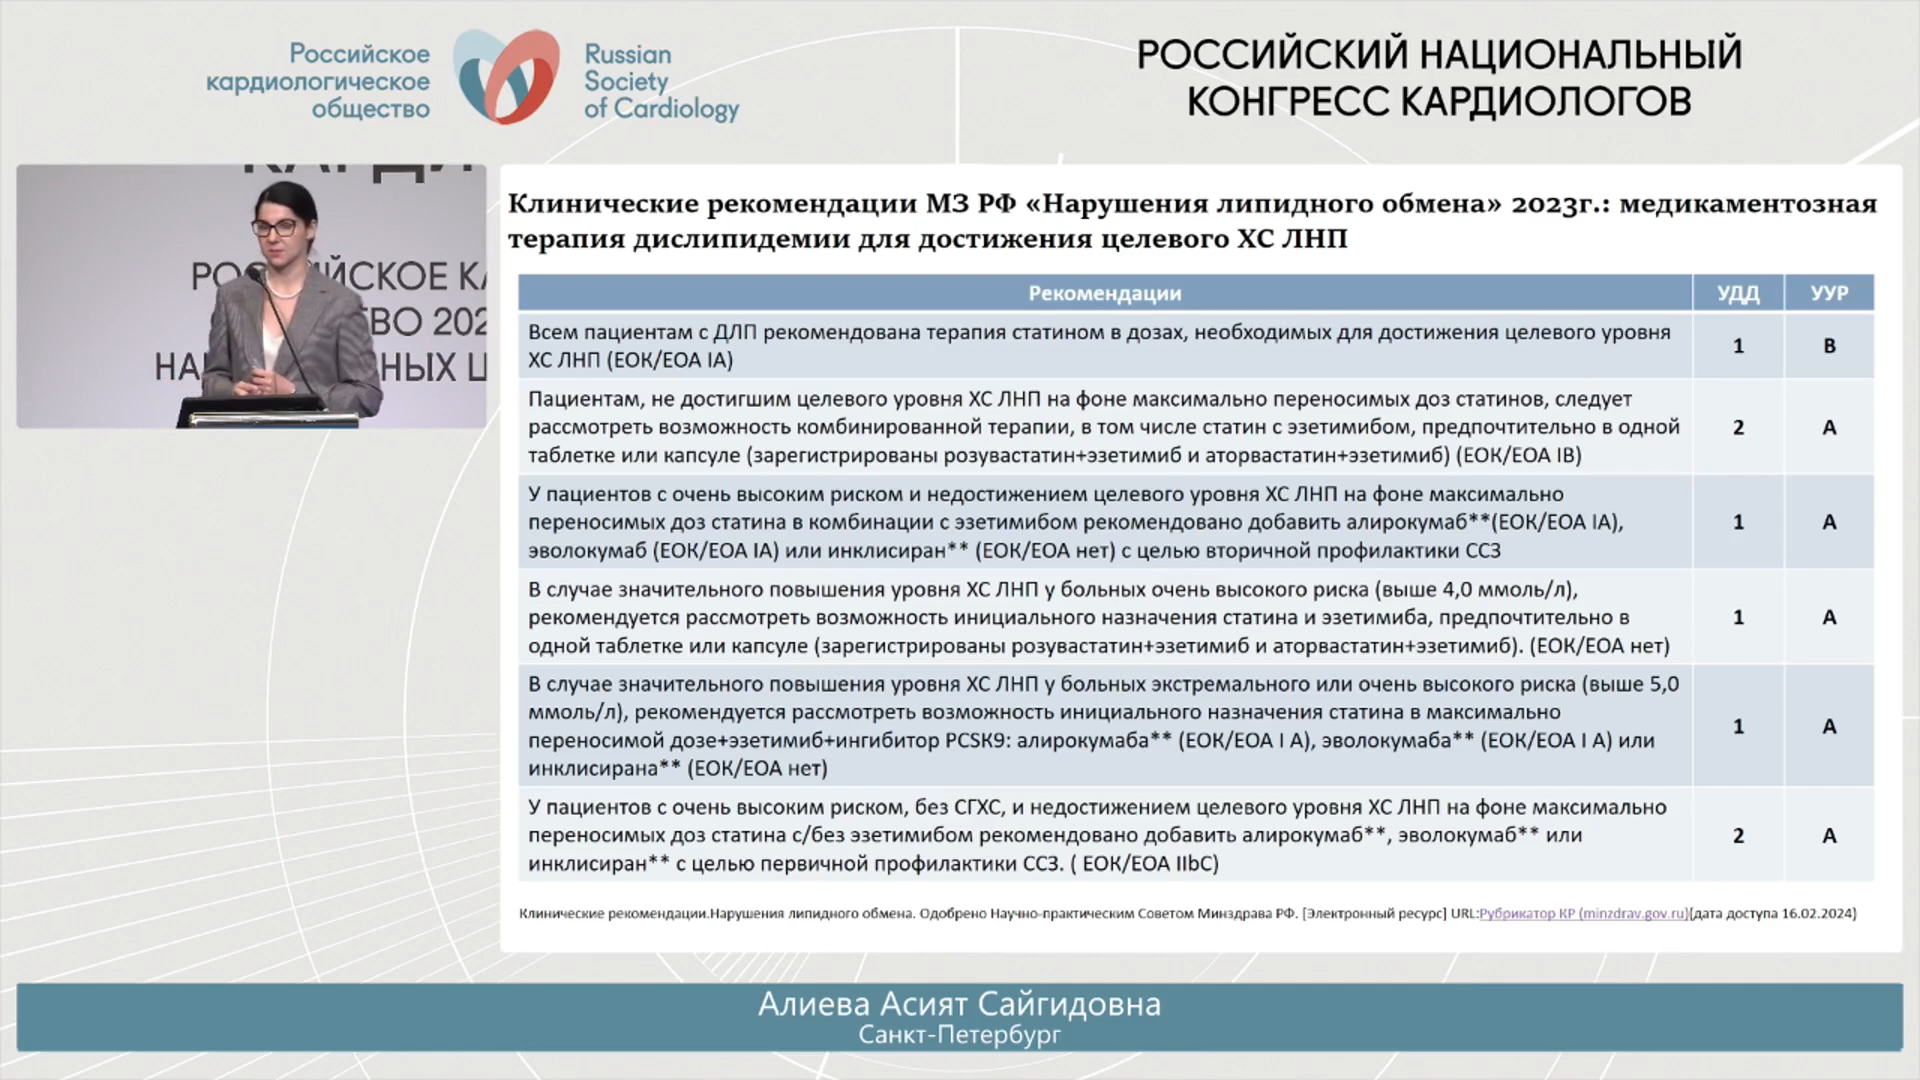 Российское
кардиологическое
общество
Russian
Society
of Cardiology
РОССИЙСКИЙ НАЦИОНАЛЬНЫЙ
КОНГРЕСС КАРДИОЛОГОВ
Клинические рекомендации МЗ РФ «Нарушения липидного обмена» 2023г.: медикаментозная
терапия дислипидемии для достижения целевого ХС ЛНП
Рекомендации УДД УУР
Всем пациентам с ДЛП рекомендована терапия статином в дозах, необходимых для достижения целевого уровня
ХС ЛНП (ЕОК/ЕОА IA)
1 B
Пациентам, не достигшим целевого уровня ХС ЛНП на фоне максимально переносимых доз статинов, следует
рассмотреть возможность комбинированной терапии, в том числе статин с эзетимибом, предпочтительно в одной
таблетке или капсуле (зарегистрированы розувастатин+эзетимиб и аторвастатин+эзетимиб) (ЕОК/ЕОА IB)
2 A
У пациентов с очень высоким риском и недостижением целевого уровня ХС ЛНП на фоне максимально
переносимых доз статина в комбинации с эзетимибом рекомендовано добавить алирокумаб**(ЕОК/ЕОА IA),
эволокумаб (ЕОК/ЕОА IA) или инклисиран** (ЕОК/ЕОА нет) с целью вторичной профилактики ССЗ
1 A
В случае значительного повышения уровня ХС ЛНП у больных очень высокого риска (выше 4,0 ммоль/л),
рекомендуется рассмотреть возможность инициального назначения статина и эзетимиба, предпочтительно в
одной таблетке или капсуле (зарегистрированы розувастатин+эзетимиб и аторвастатин+эзетимиб). (ЕОК/ЕОА нет)
1 A
В случае значительного повышения уровня ХС ЛНП у больных экстремального или очень высокого риска (выше 5,0
ммоль/л), рекомендуется рассмотреть возможность инициального назначения статина в максимально
переносимой дозе+эзетимиб+ингибитор PCSK9: алирокумаба** (ЕОК/ЕОА I A), эволокумаба** (ЕОК/ЕОА I A) или
инклисирана** (ЕОК/ЕОА нет)
1 A
У пациентов с очень высоким риском, без СГХС, и недостижением целевого уровня ХС ЛНП на фоне максимально
переносимых доз статина с/без эзетимибом рекомендовано добавить алирокумаб**, эволокумаб** или
инклисиран** с целью первичной профилактики ССЗ. ( ЕОК/ЕОА IIbC)
2 A
Клинические рекомендации.Нарушения липидного обмена. Одобрено Научно-практическим Советом Минздрава РФ. [Электронный ресурс] URL:Рубрикатор КР (minzdrav.gov.ru)(дата доступа 16.02.2024)
Алиева Асият Сайгидовна
Санкт-Петербург